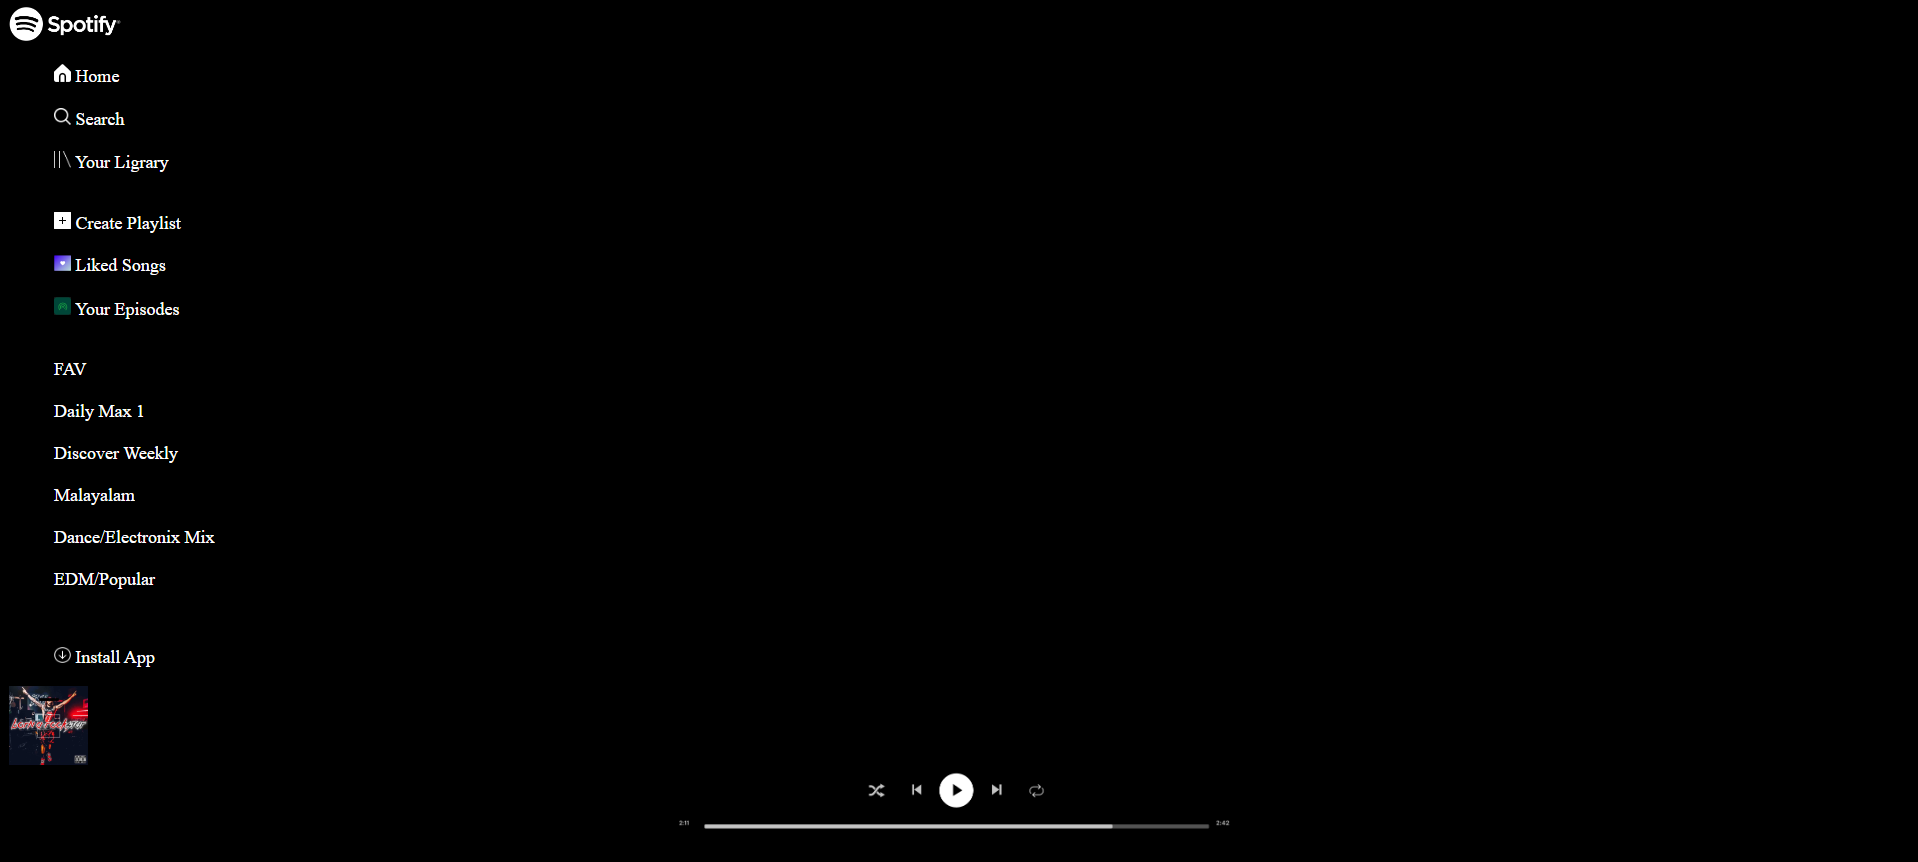 Spotify
Home
Search
Your Ligrary
Create Playlist
Liked Songs
Your Episodes
FAV
Daily Max 1
Discover Weekly
Malayalam
Dance/Electronix Mix
EDM/Popular
Install App
2:11
2:42